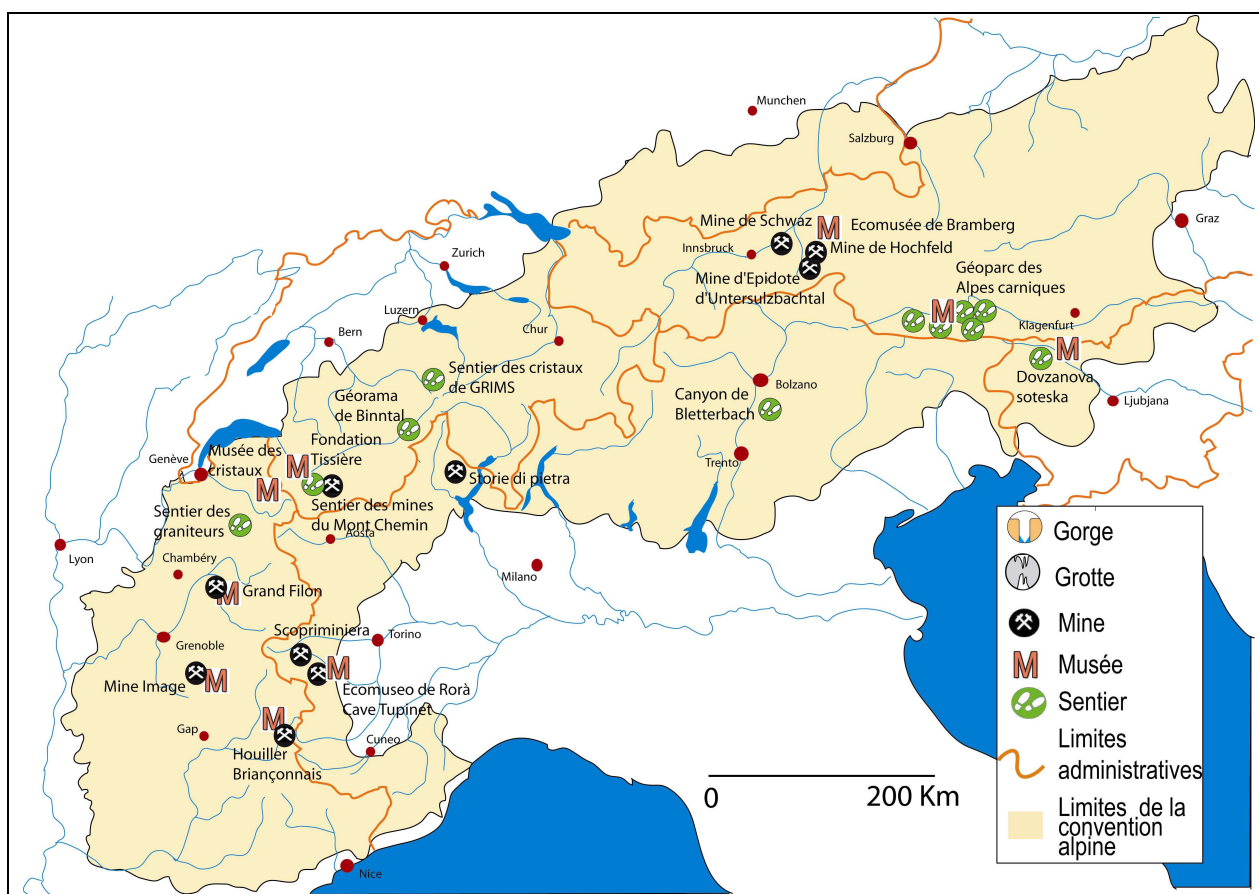 Munchen
Salzburg
Graz
Mine de Schwaz
M
Ecomusée de Bramberg
Innsbruck
Mine de Hochfeld
Mine d'Epidote
d'Untersulzbachtal
Géoparc des
Alpes carniques
M
Klagenfurt
M
Dovzanova
soteska
Ljubjana
Zurich
Luzern
Bern
Chur
Sentier des cristaux
de GRIMS
Géorama
de Binntal
Bolzano
Canyon de
Bletterbach
Trento
Fondation
Tissière
M
Genève
Musée des
cristaux
M
Storie di pietra
Sentier des mines
du Mont Chemin
Sentier des
graniteurs
Aosta
Lyon
Chambéry
Milano
M
Grand Filon
Scopriminiera
Torino
Grenoble
M
Mine Image
M
Ecomuseo de Rorà
Cave Tupinet
M
Gap
Cuneo
Houiller
Briançonnais
Nice
0
200 Km
Gorge
Grotte
Mine
M
Musée
Sentier
Limites
administratives
Limites de la
convention
alpine